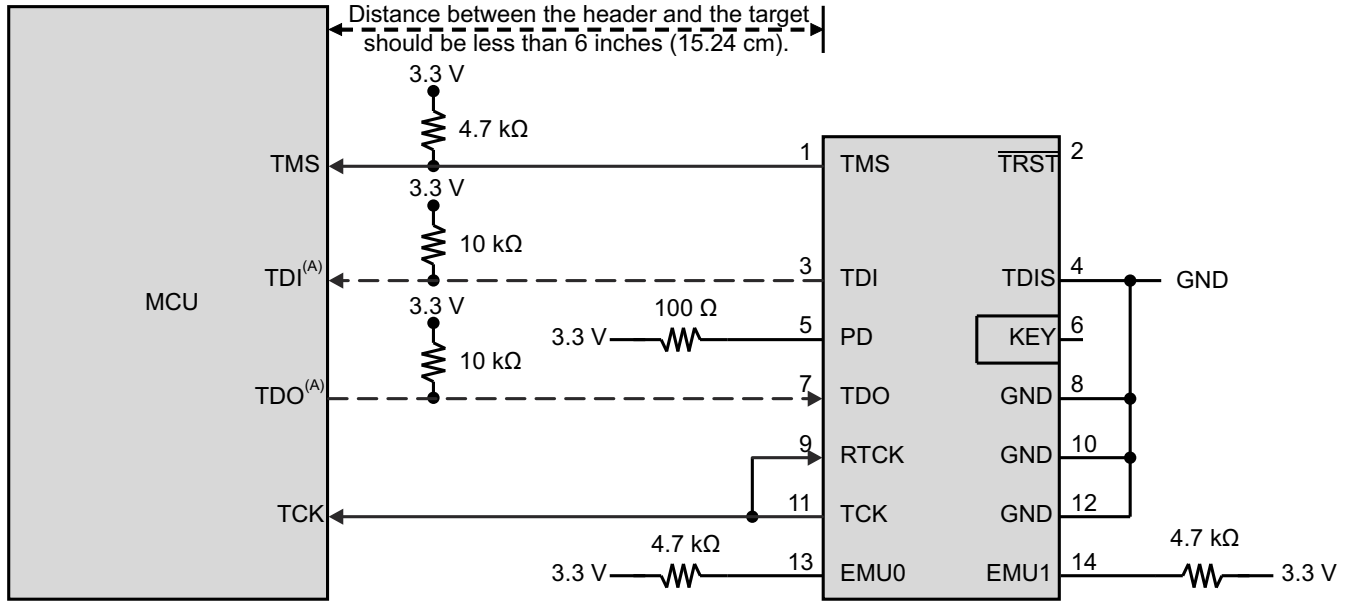 Distance between the header and the target
should be less than 6 inches (15.24 cm).
3.3 V
4.7 kΩ
TMS
1
TMS
TRST
2
3.3 V
10 kΩ
TDI(A)
3
TDI
TDIS
4
GND
MCU
3.3 V
100 Ω
3.3 V
5
PD
KEY
6
10 kΩ
TDO(A)
7
TDO
GND
8
9
RTCK
GND
10
TCK
11
TCK
GND
12
4.7 kΩ
3.3 V
13
EMU0
EMU1
14
4.7 kΩ
3.3 V